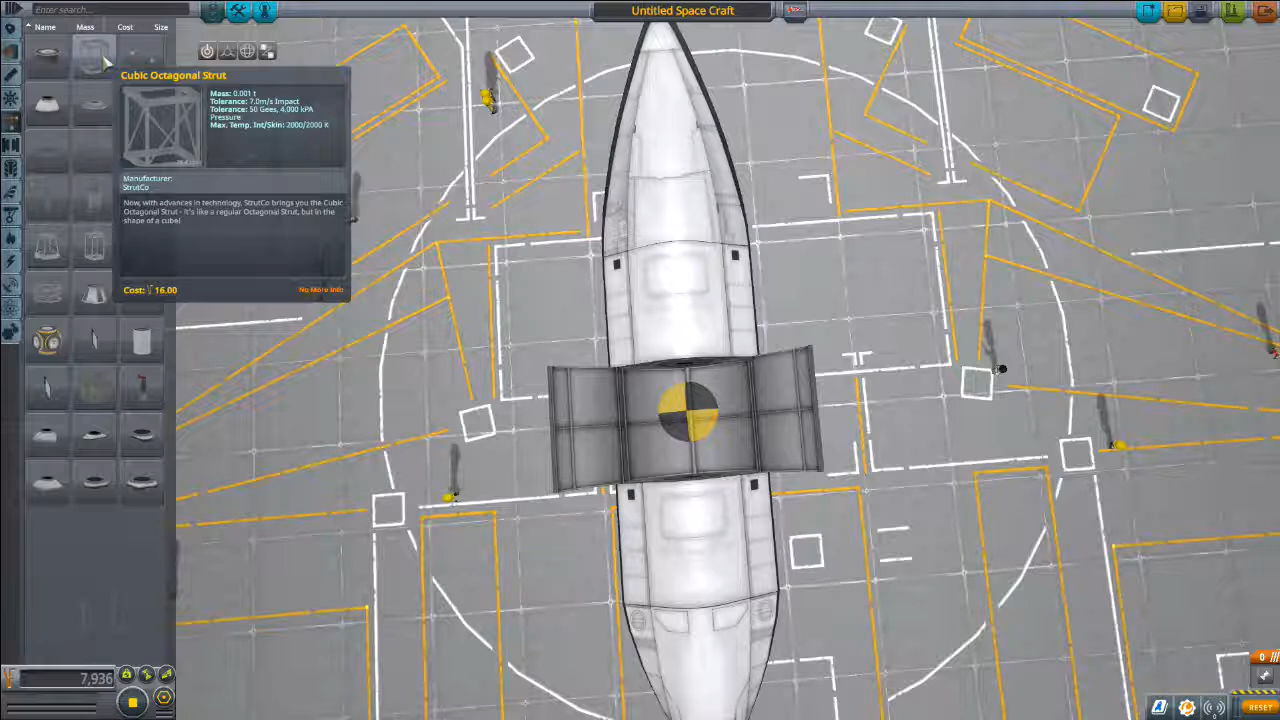 Enter search...
Untitled Space Craft
Name Mass Cost Size
Cubic Octagonal Strut
Mass: 0.001 t
Tolerance: 7.0m/s Impact
Tolerance: 50 Gees, 4,000 kPA
Pressure
Max. Temp. Int/Skin: 2000/2000 K
Manufacturer:
StrutCo
Now, with advances in technology, StrutCo brings you the Cubic
Octagonal Strut - It's like a regular Octagonal Strut, but in the
shape of a cube!
Cost: 16.00
No More Info
7,936
0
RESET